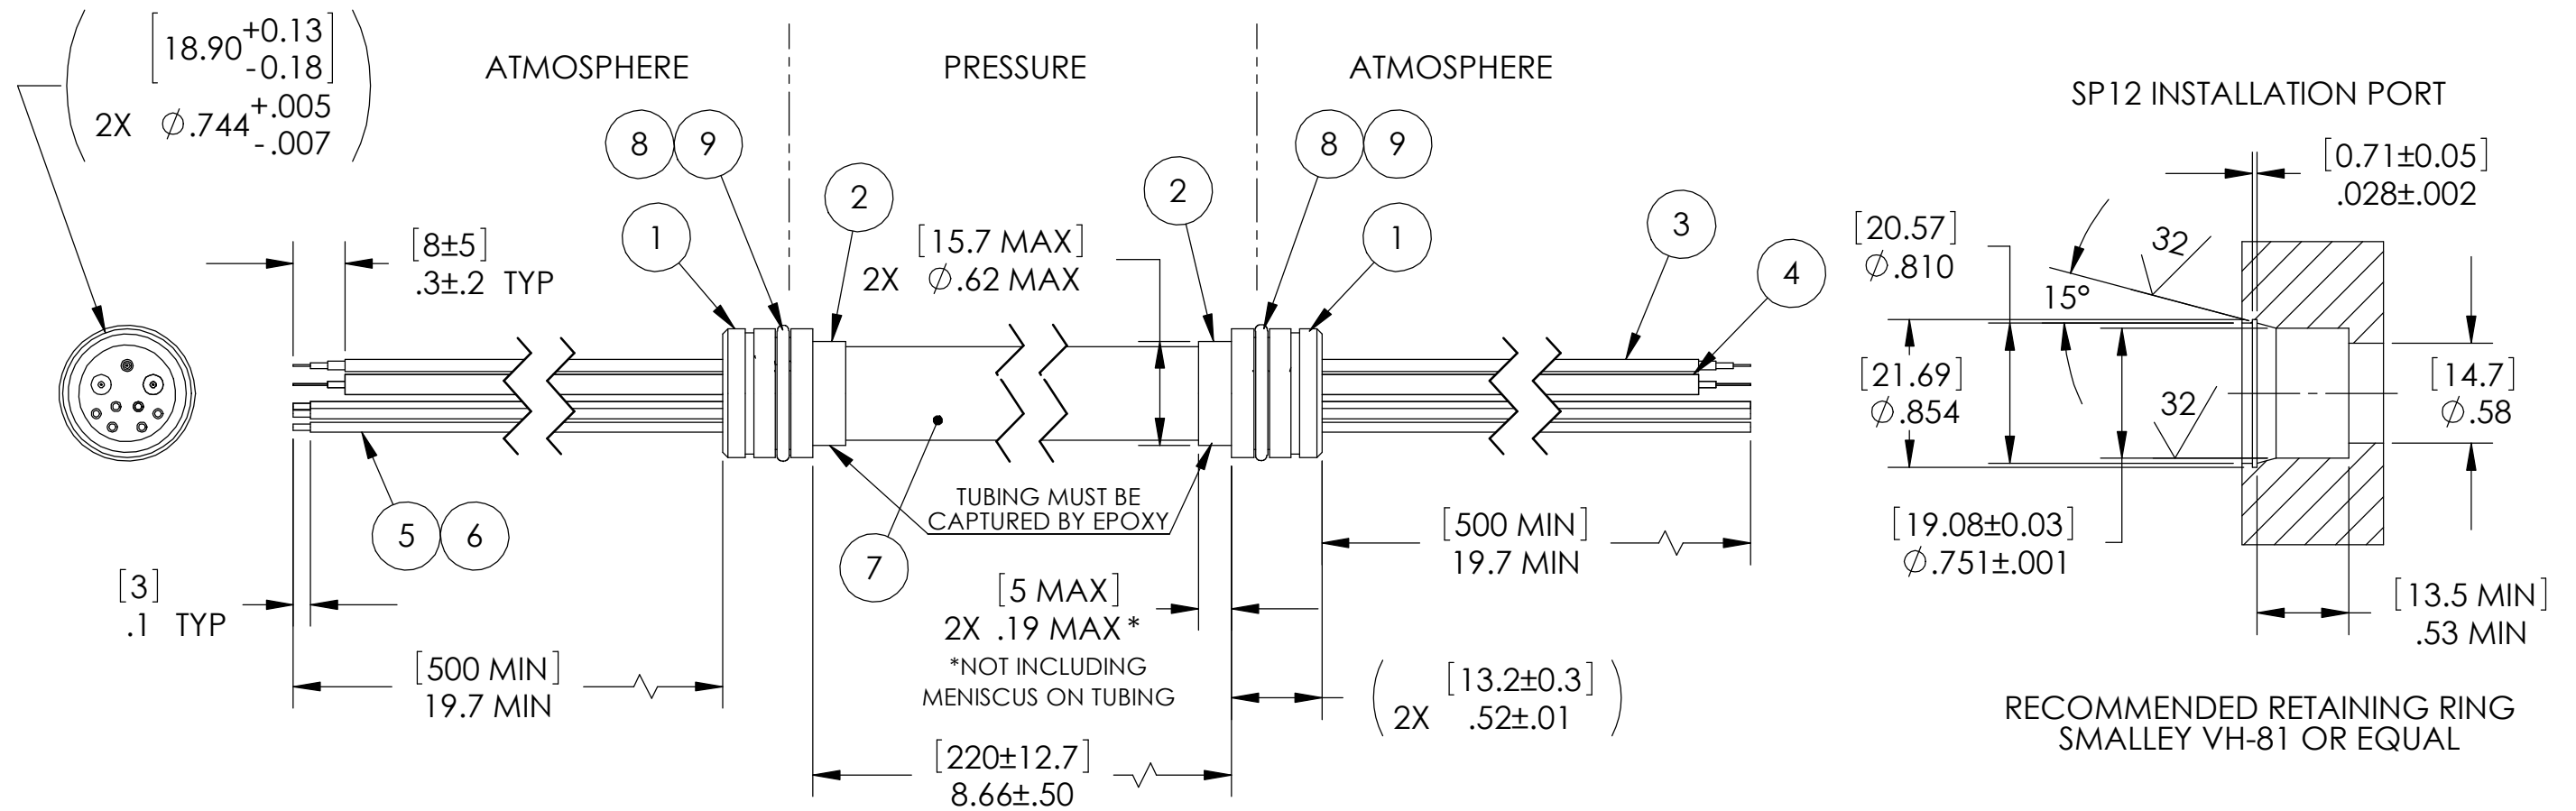 [18.90 +0.13 -0.18]
2X Ø.744 +.005 -.007
ATMOSPHERE
PRESSURE
ATMOSPHERE
8 9
2
1
[8±5]
.3±.2 TYP
[15.7 MAX]
2X Ø.62 MAX
2
8 9
1
3
4
5 6
7
TUBING MUST BE
CAPTURED BY EPOXY
[3]
.1 TYP
[500 MIN]
19.7 MIN
[5 MAX]
2X .19 MAX *
*NOT INCLUDING
MENISCUS ON TUBING
[220±12.7]
8.66±.50
[500 MIN]
19.7 MIN
[13.2±0.3]
2X .52±.01
SP12 INSTALLATION PORT
[0.71±0.05]
.028±.002
[20.57]
Ø.810
32
15°
[21.69]
Ø.854
32
[14.7]
Ø.58
[19.08±0.03]
Ø.751±.001
[13.5 MIN]
.53 MIN
RECOMMENDED RETAINING RING
SMALLEY VH-81 OR EQUAL